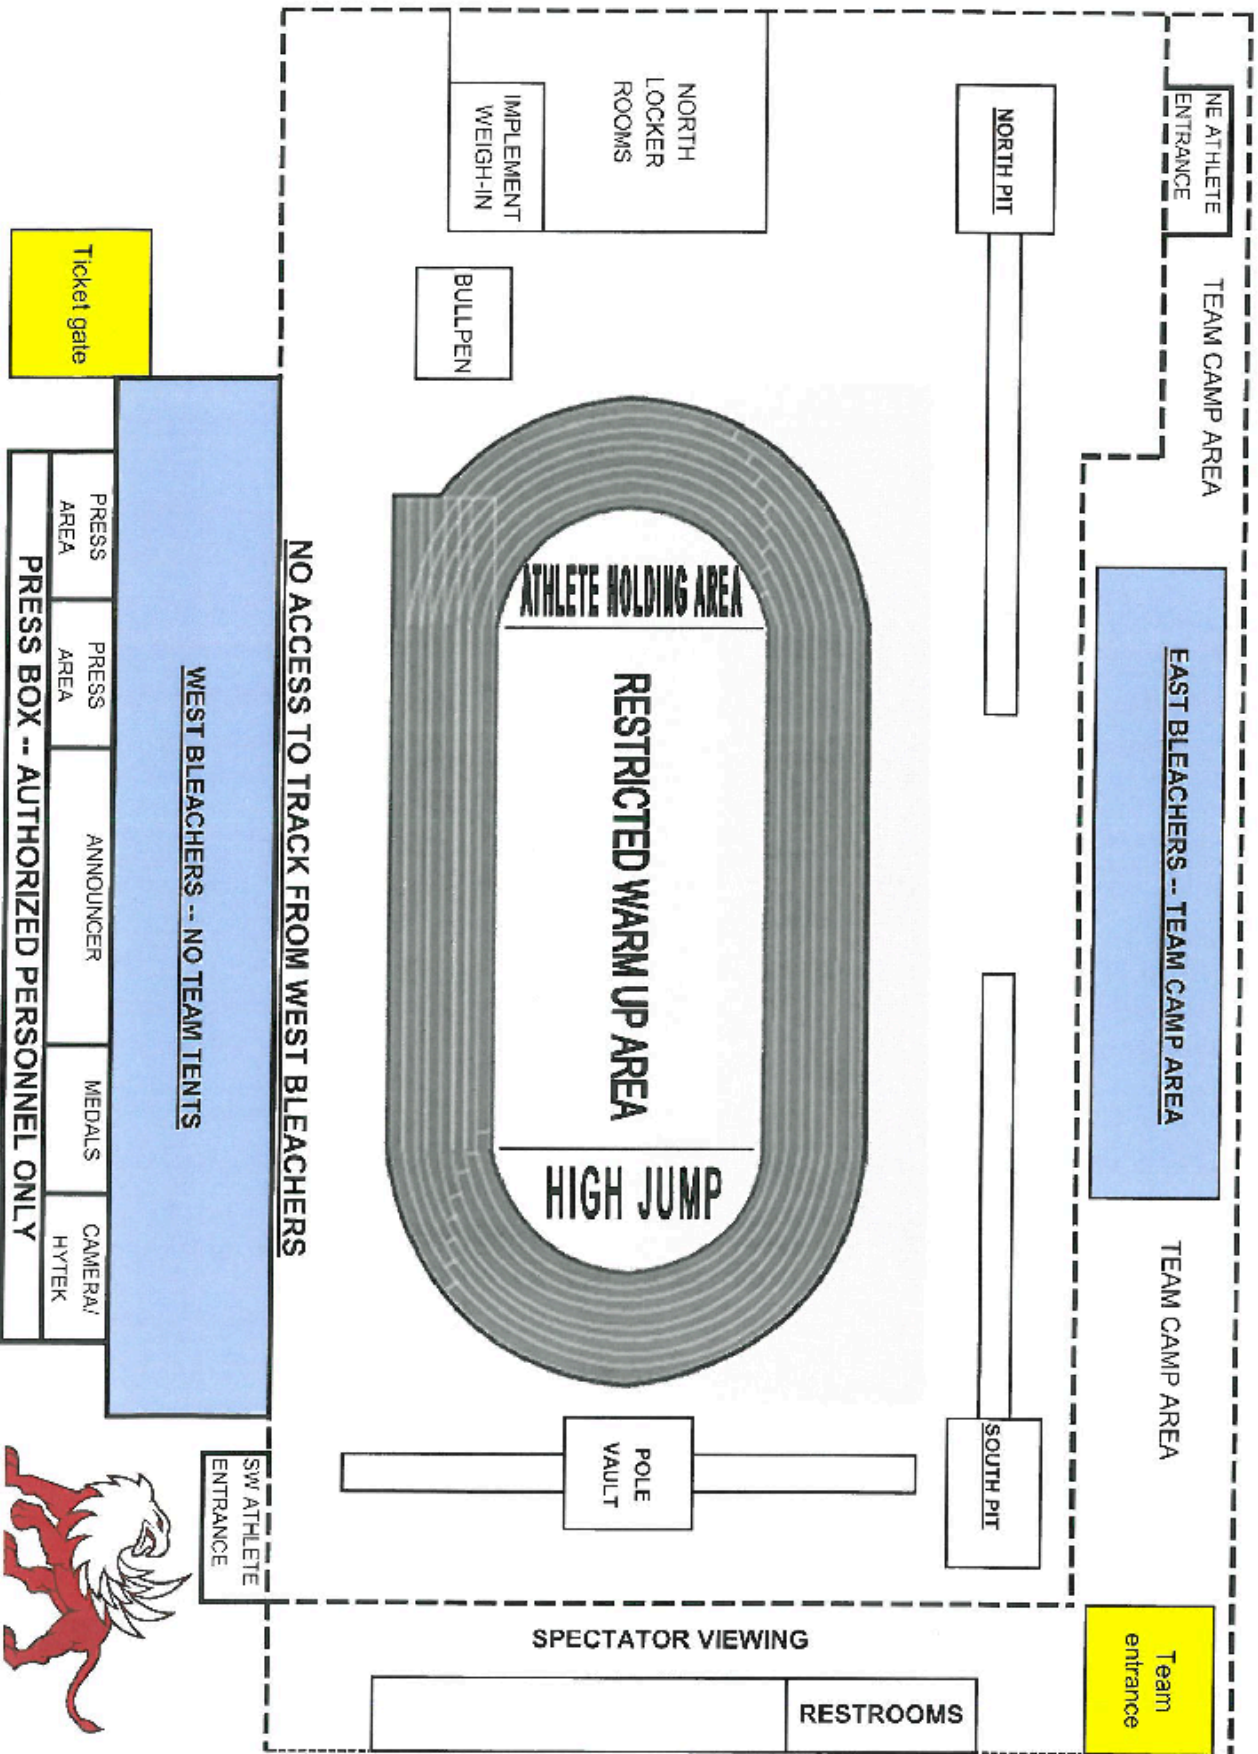 NE ATHLETE
ENTRANCE
TEAM CAMP AREA
EAST BLEACHERS -- TEAM CAMP AREA
TEAM CAMP AREA
Team
entrance
NORTH PIT
SOUTH PIT
NORTH
LOCKER
ROOMS
IMPLEMENT
WEIGH-IN
BULLPEN
ATHLETE HOLDING AREA
RESTRICTED WARM UP AREA
HIGH JUMP
POLE
VAULT
SPECTATOR VIEWING
RESTROOMS
NO ACCESS TO TRACK FROM WEST BLEACHERS
SW ATHLETE
ENTRANCE
Ticket gate
WEST BLEACHERS -- NO TEAM TENTS
PRESS
AREA
PRESS
AREA
ANNOUNCER
MEDALS
CAMERA/
HYTEK
PRESS BOX -- AUTHORIZED PERSONNEL ONLY